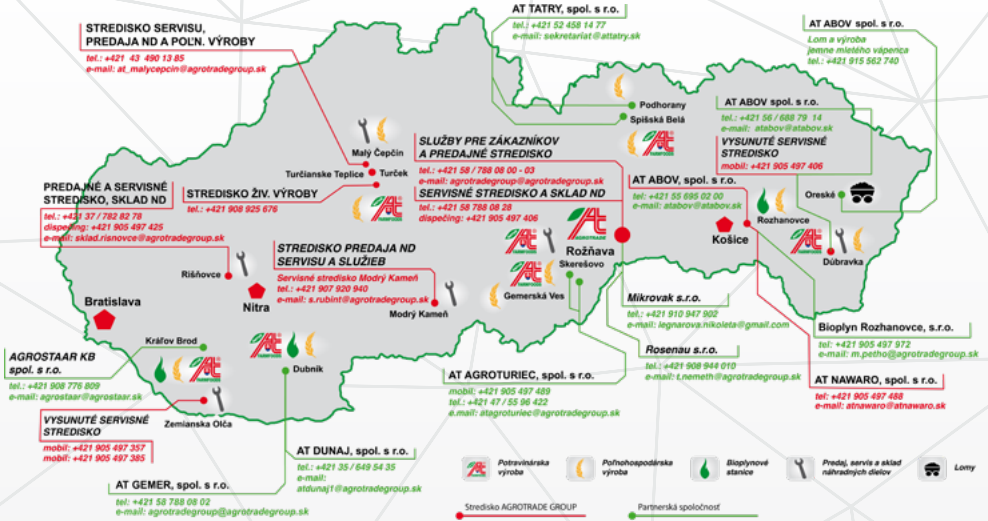 AT TATRY, spol. s r.o.
tel.: +421 52 458 14 77
e-mail: sekretariat@attatry.sk
STREDISKO SERVISU,
PREDAJA ND A POĽN. VÝROBY
tel.: +421 43 490 13 85
e-mail: at_malycepcin@agrotradegroup.sk
AT ABOV spol. s r.o.
Lom a výroba
jemne mletého vápenca
tel.: +421 915 562 740
Podhorany
Spišská Belá
AT ABOV spol. s r.o.
tel.: +421 56 / 688 79 14
e-mail: atabov@atabov.sk
VYSUNUTÉ SERVISNÉ
STREDISKO
mobil: +421 905 497 406
Malý Čepčín
Turčianske Teplice
Turček
SLUŽBY PRE ZÁKAZNÍKOV
A PREDAJNÉ STREDISKO
tel.: +421 58 / 788 08 00 - 03
e-mail: agrotradegroup@agrotradegroup.sk
SERVISNÉ STREDISKO A SKLAD ND
tel.: +421 58 788 08 28
dispečing: +421 905 497 406
AT ABOV, spol. s r.o.
tel.: +421 55 695 02 00
e-mail: atabov@atabov.sk
PREDAJNÉ A SERVISNÉ
STREDISKO, SKLAD ND
tel.: +421 37 / 782 82 78
dispečing: +421 905 497 425
e-mail: sklad.risnovce@agrotradegroup.sk
STREDISKO ŽIV. VÝROBY
tel.: +421 908 925 676
Oreské
Rozhanovce
Košice
Dúbravka
AGROTRADE
Rožňava
Skerešovo
Gemerská Ves
STREDISKO PREDAJA ND
SERVISU A SLUŽIEB
Servisné stredisko Modrý Kameň
tel.: +421 907 920 940
e-mail: s.rubint@agrotradegroup.sk
Modrý Kameň
Rišňovce
Nitra
Bratislava
Mikrovak s.r.o.
tel.: +421 910 947 902
e-mail: legnarova.nikoleta@gmail.com
Bioplyn Rozhanovce, s.r.o.
tel: +421 905 497 972
e-mail: m.petho@agrotradegroup.sk
Rosenau s.r.o.
tel.: +421 908 944 010
e-mail: t.nemeth@agrotradegroup.sk
AT NAWARO, spol. s r.o.
tel: +421 905 497 488
e-mail: atnawaro@atnawaro.sk
Kráľov Brod
AGROSTAAR KB
spol. s r.o.
tel.: +421 908 776 809
e-mail: agrostaar@agrostaar.sk
Dubník
AT AGROTURIEC, spol. s r.o.
mobil: +421 905 497 489
tel.: +421 47 / 55 96 422
e.mail: atagroturiec@agrotradegroup.sk
VYSUNUTÉ SERVISNÉ
STREDISKO
mobil: +421 905 497 357
mobil: +421 905 497 385
Zemianska Olča
AT DUNAJ, spol. s r.o.
tel.: +421 35 / 649 54 35
e-mail:
atdunaj1@agrotradegroup.sk
AT GEMER, spol. s r.o.
tel: +421 58 788 08 02
e-mail: agrotradegroup@agrotradegroup.sk
Potravinárska
výroba
Poľnohospodárska
výroba
Bioplynové
stanice
Predaj, servis a sklad
náhradných dielov
Lomy
Stredisko AGROTRADE GROUP
Partnerská spoločnosť